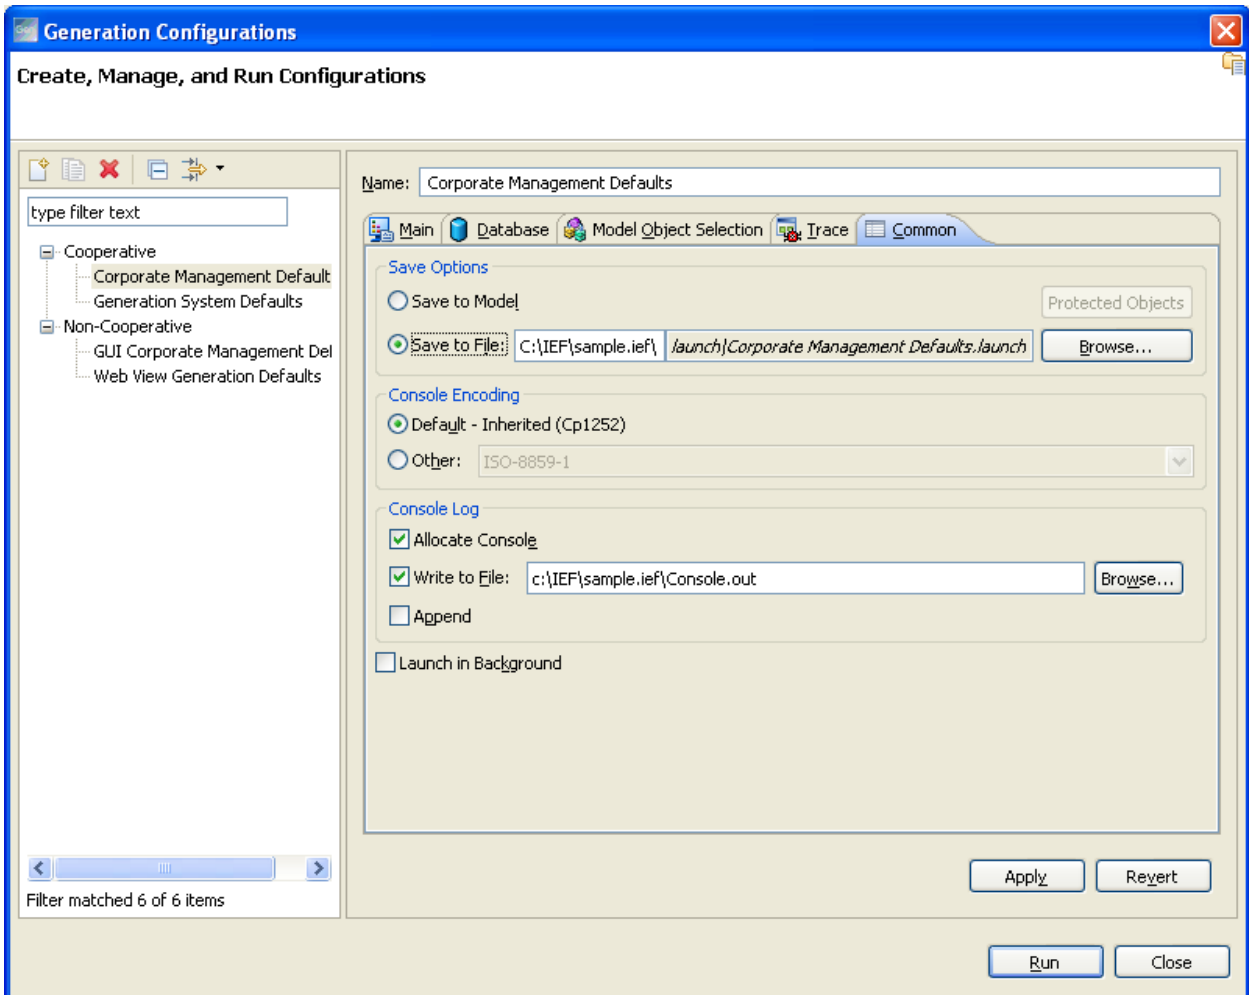 Generation Configurations
Create, Manage, and Run Configurations
type filter text
Cooperative
Corporate Management Default
Generation System Defaults
Non-Cooperative
GUI Corporate Management Del
Web View Generation Defaults
Filter matched 6 of 6 items
Name: Corporate Management Defaults
Main Database Model Object Selection Trace Common
Save Options
Save to Model Protected Objects
Save to File: C:\IEF\sample.ief\ launch|Corporate Management Defaults.launch Browse...
Console Encoding
Default - Inherited (Cp1252)
Other: ISO-8859-1
Console Log
Allocate Console
Write to File: c:\IEF\sample.ief\Console.out Browse...
Append
Launch in Background
Apply Revert
Run Close